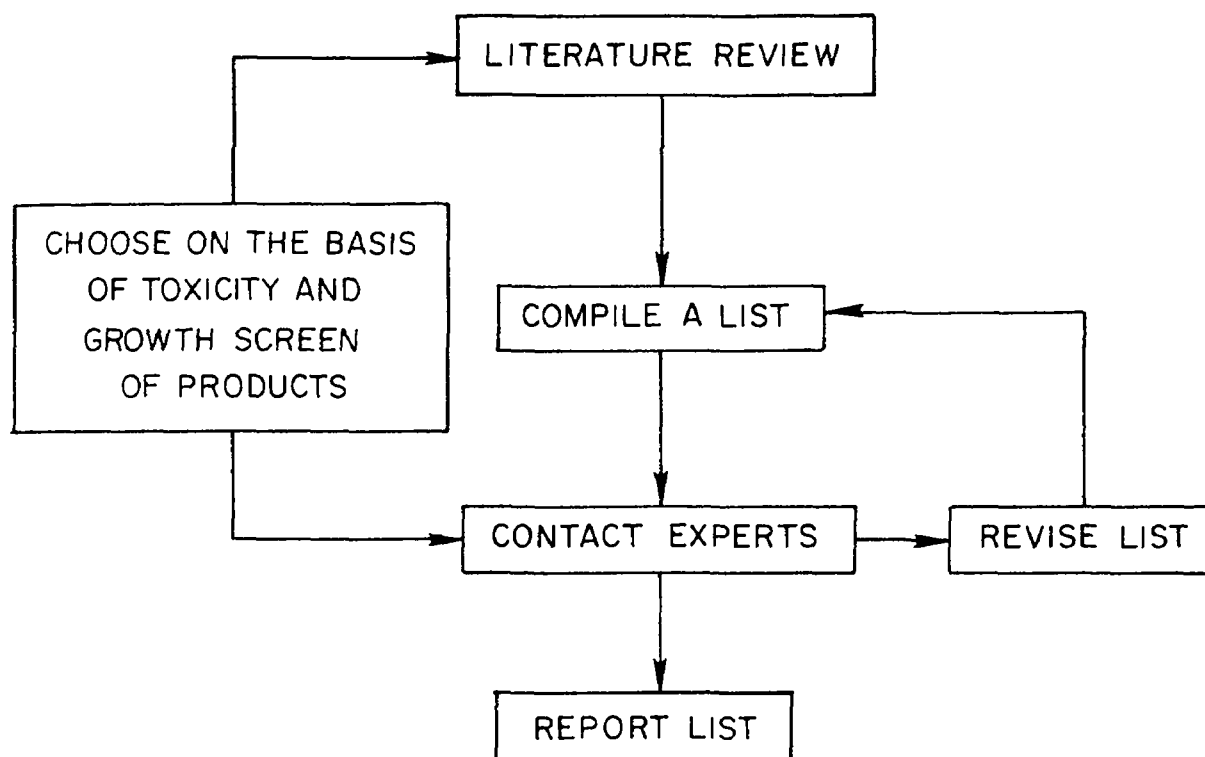 LITERATURE REVIEW
CHOOSE ON THE BASIS
OF TOXICITY AND
GROWTH SCREEN
OF PRODUCTS
COMPILE A LIST
CONTACT EXPERTS
REVISE LIST
REPORT LIST